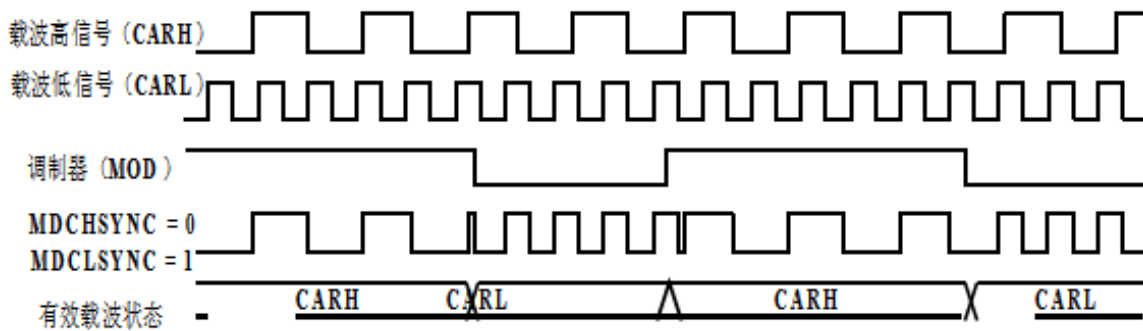 载波高信号（CARH）
载波低信号（CARL）
调制器（MOD）
MDCHSYNC = 0
MDCLSYNC = 1
有效载波状态 CARH CARL CARH CARL